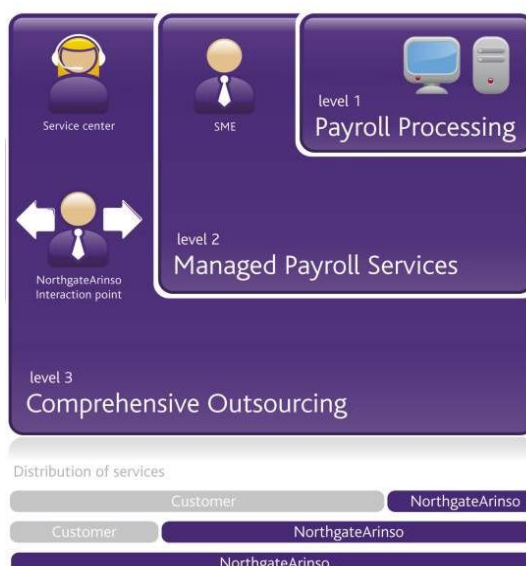 level 1
Payroll Processing
Service center
SME
level 2
Managed Payroll Services
NorthgateArinso
Interaction point
level 3
Comprehensive Outsourcing
Distribution of services
Customer NorthgateArinso
Customer NorthgateArinso
NorthgateArinso